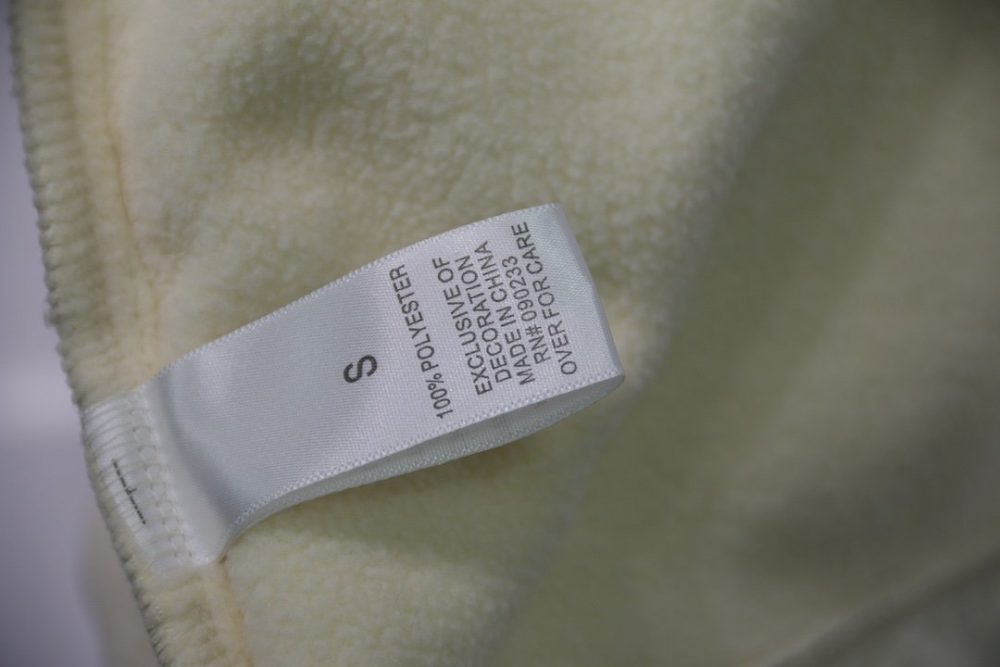 S
100% POLYESTER
EXCLUSIVE OF
DECORATION
MADE IN CHINA
RN# 090233
OVER FOR CARE